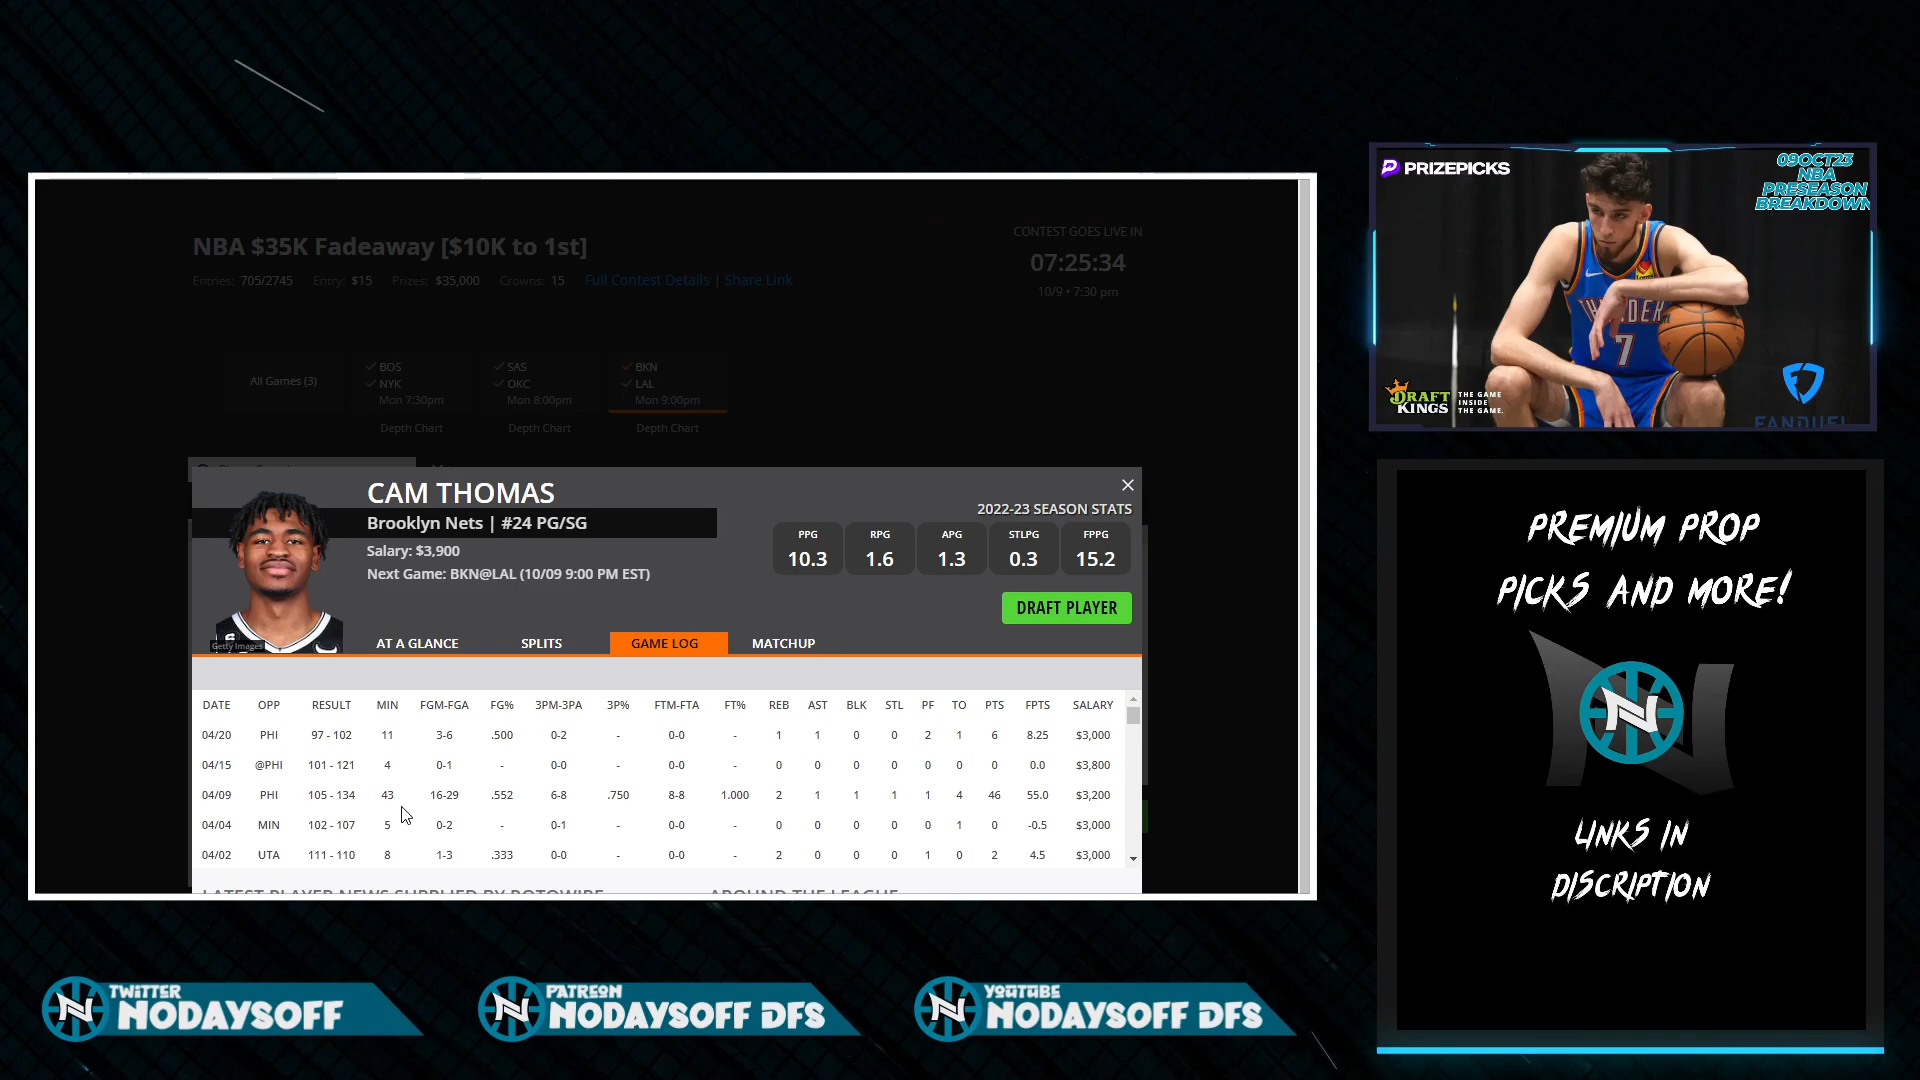 NBA $35K Fadeaway [$10K to 1st]
Entries: 705/2745 Entry: $15 Prizes: $35,000 Crowns: 15 Full Contest Details | Share Link
CONTEST GOES LIVE IN
07:25:34
10/9 • 7:30 pm
All Games (3)
BOS
NYK
Mon 7:30pm
Depth Chart
SAS
OKC
Mon 8:00pm
Depth Chart
BKN
LAL
Mon 9:00pm
Depth Chart
CAM THOMAS
Brooklyn Nets | #24 PG/SG
Salary: $3,900
Next Game: BKN@LAL (10/09 9:00 PM EST)
Getty Images
2022-23 SEASON STATS
PPG RPG APG STLPG FPPG
10.3 1.6 1.3 0.3 15.2
DRAFT PLAYER
AT A GLANCE SPLITS GAME LOG MATCHUP
DATE OPP RESULT MIN FGM-FGA FG% 3PM-3PA 3P% FTM-FTA FT% REB AST BLK STL PF TO PTS FPTS SALARY
04/20 PHI 97 - 102 11 3-6 .500 0-2 - 0-0 - 1 1 0 0 2 1 6 8.25 $3,000
04/15 @PHI 101 - 121 4 0-1 - 0-0 - 0-0 - 0 0 0 0 0 0 0 0.0 $3,800
04/09 PHI 105 - 134 43 16-29 .552 6-8 .750 8-8 1.000 2 1 1 1 1 4 46 55.0 $3,200
04/04 MIN 102 - 107 5 0-2 - 0-1 - 0-0 - 0 0 0 0 0 1 0 -0.5 $3,000
04/02 UTA 111 - 110 8 1-3 .333 0-0 - 0-0 - 2 0 0 0 1 0 2 4.5 $3,000
LATEST PLAYER NEWS SUPPLIED BY ROTOWIRE AROUND THE LEAGUE
PRIZEPICKS
09OCT23
NBA
PRESEASON
BREAKDOWN
THUNDER
7
DRAFT
KINGS
THE GAME
INSIDE
THE GAME.
FANDUEL
PREMIUM PROP
PICKS AND MORE!
N
LINKS IN
DISCRIPTION
TWITTER
NODAYSOFF
PATREON
NODAYSOFF DFS
YOUTUBE
NODAYSOFF DFS